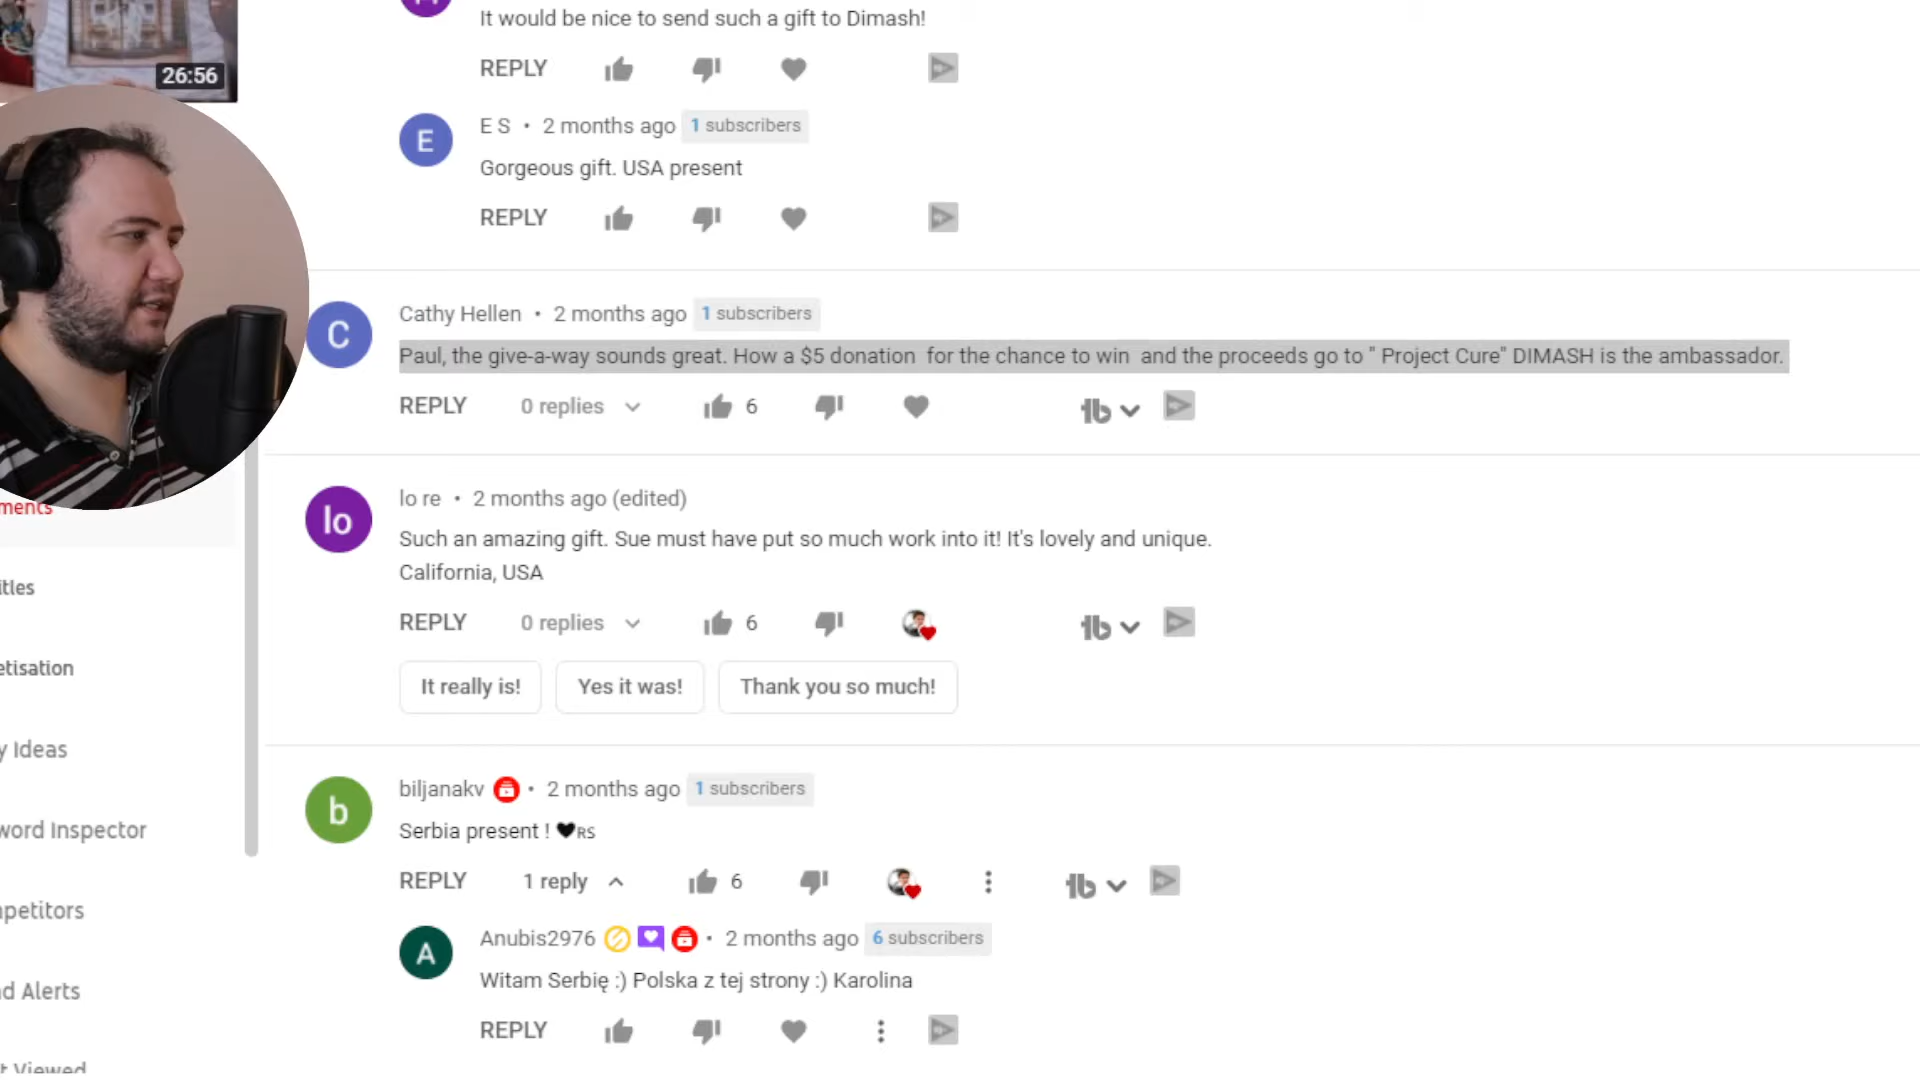 It would be nice to send such a gift to Dimash!
REPLY
26:56
E
E S • 2 months ago 1 subscribers
Gorgeous gift. USA present
REPLY
C
Cathy Hellen • 2 months ago 1 subscribers
Paul, the give-a-way sounds great. How a $5 donation for the chance to win and the proceeds go to " Project Cure" DIMASH is the ambassador.
REPLY 0 replies 6
ments
lo
lo re • 2 months ago (edited)
Such an amazing gift. Sue must have put so much work into it! It's lovely and unique.
California, USA
REPLY 0 replies 6
It really is! Yes it was! Thank you so much!
itles
etisation
y Ideas
word Inspector
petitors
d Alerts
t Viewed
b
biljanakv • 2 months ago 1 subscribers
Serbia present ! 🖤RS
REPLY 1 reply 6
A
Anubis2976 • 2 months ago 6 subscribers
Witam Serbię :) Polska z tej strony :) Karolina
REPLY